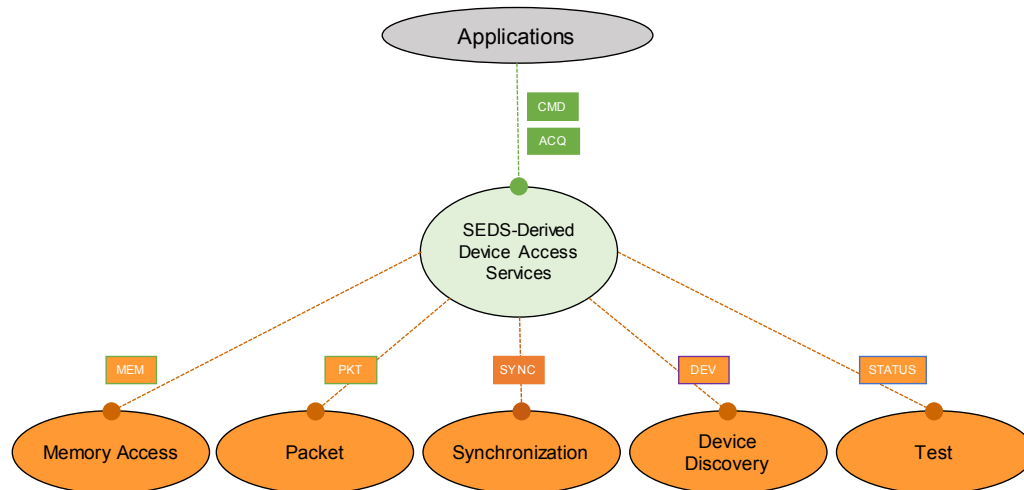 Applications
CMD
ACQ
SEDS-Derived
Device Access
Services
MEM
PKT
SYNC
DEV
STATUS
Memory Access
Packet
Synchronization
Device
Discovery
Test